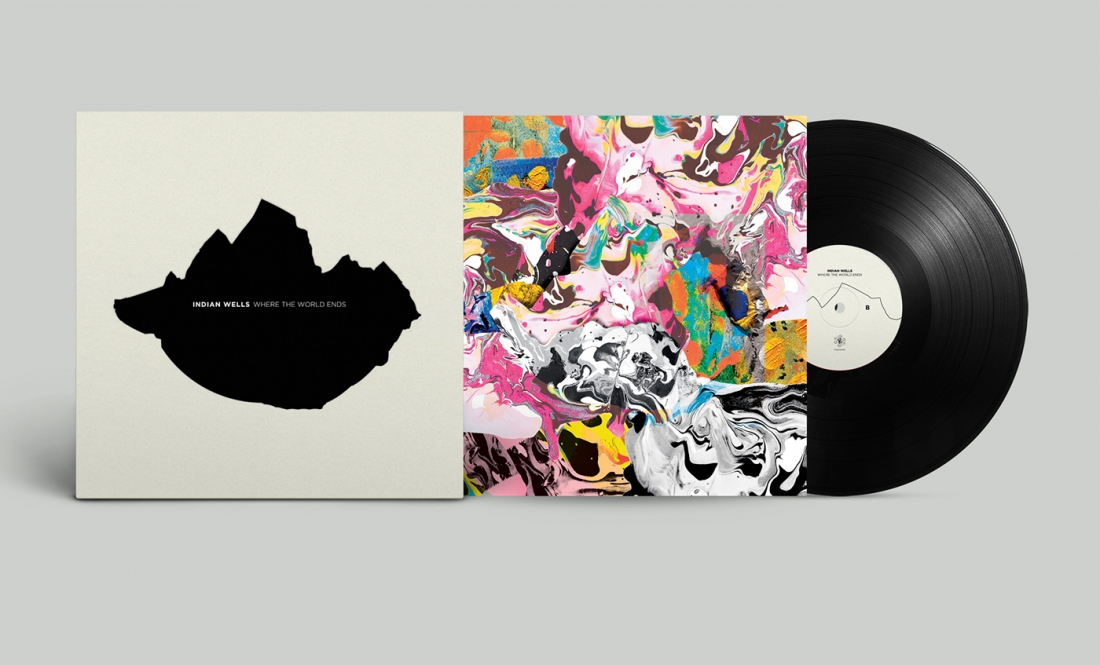 INDIAN WELLS WHERE THE WORLD ENDS
INDIAN WELLS
WHERE THE WORLD ENDS
B